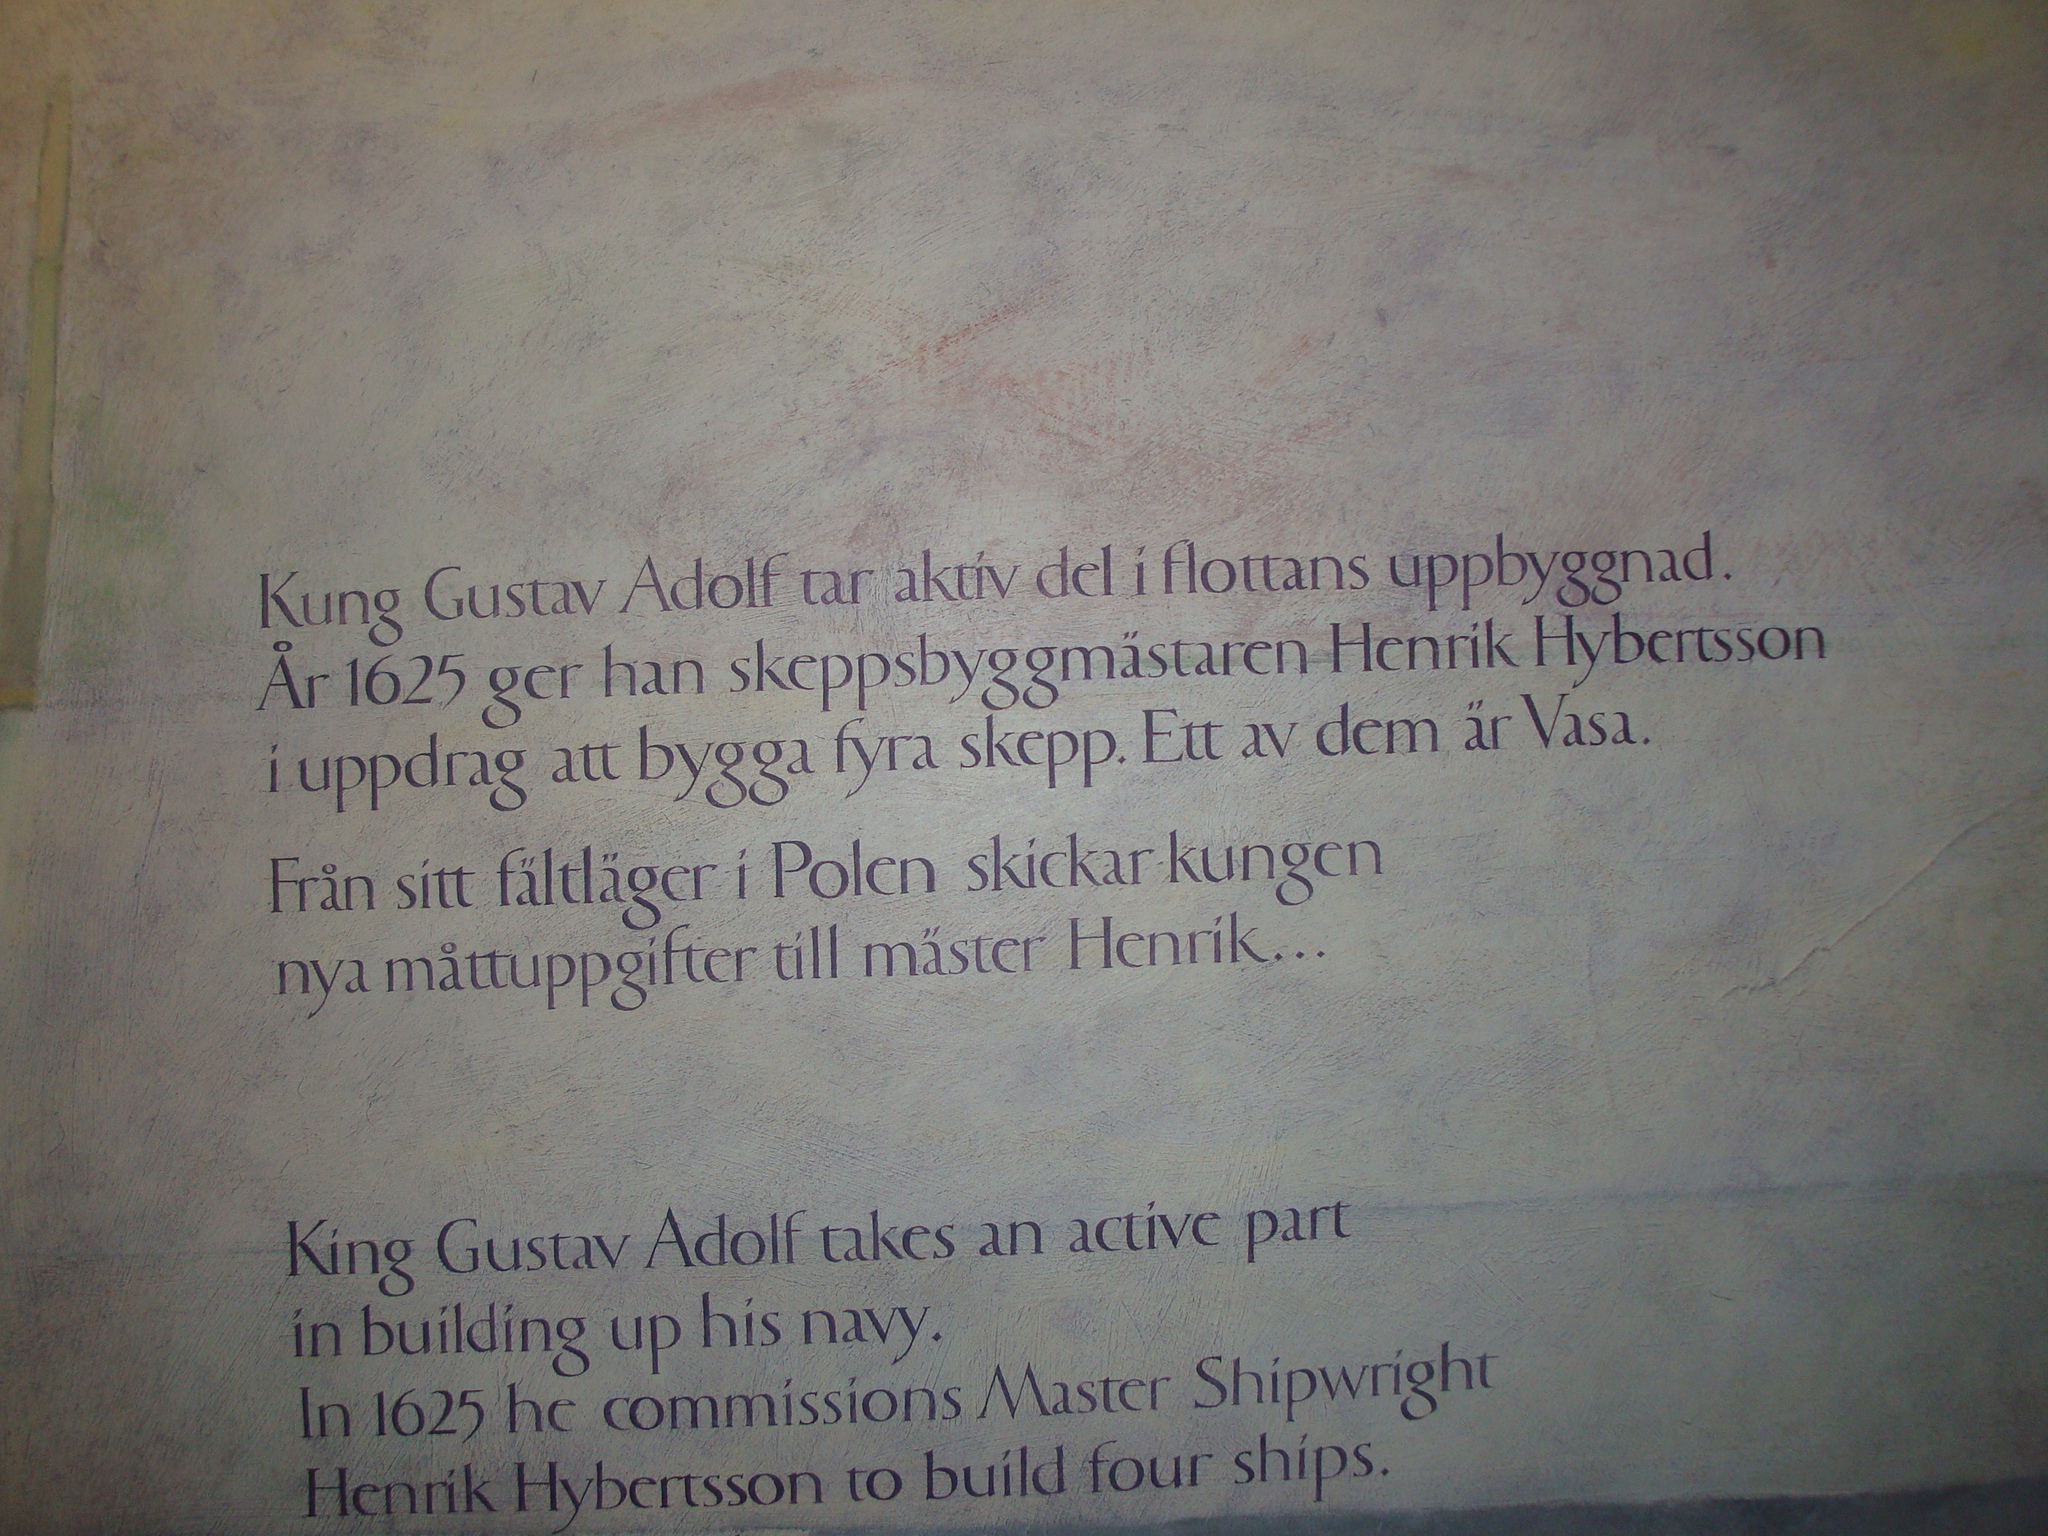 Kung Gustav Adolf tar aktiv del i flottans uppbyggnad.
År 1625 ger han skeppsbyggmästaren Henrik Hybertsson
i uppdrag att bygga fyra skepp. Ett av dem är Vasa.
Från sitt fältläger i Polen skickar kungen
nya måttuppgifter till mäster Henrik...
King Gustav Adolf takes an active part
in building up his navy.
In 1625 he commissions Master Shipwright
Henrik Hybertsson to build four ships.